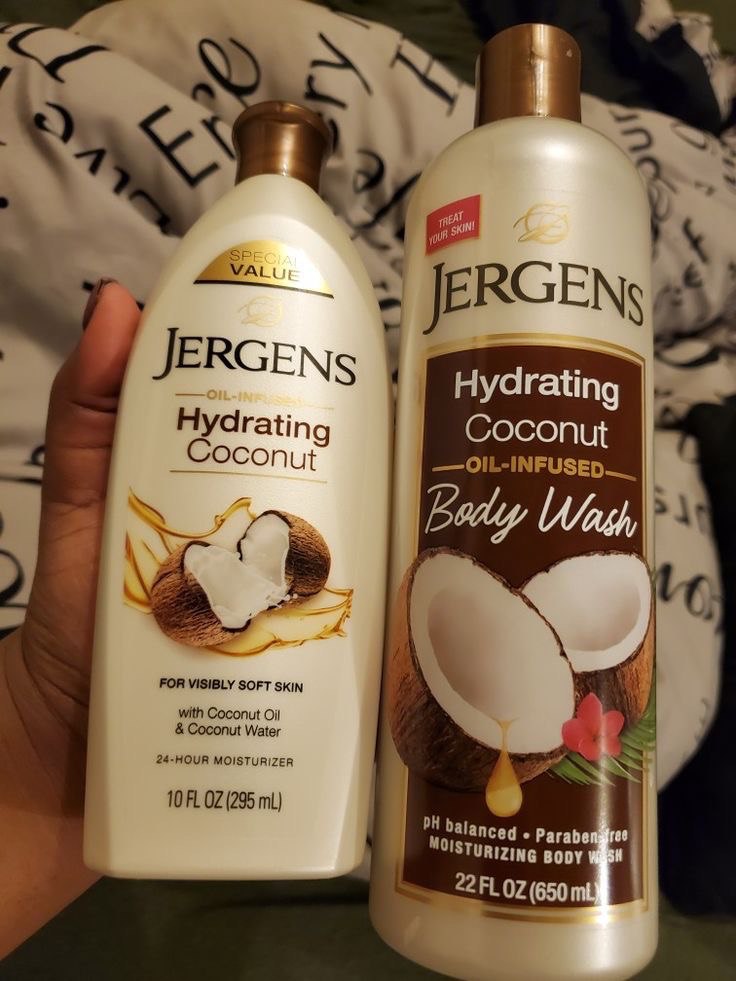 SPECIAL
VALUE
JERGENS
OIL-INFUSED
Hydrating
Coconut
FOR VISIBLY SOFT SKIN
with Coconut Oil
& Coconut Water
24-HOUR MOISTURIZER
10 FL OZ (295 mL)
TREAT
YOUR SKIN!
JERGENS
Hydrating
Coconut
OIL-INFUSED
Body Wash
pH balanced • Paraben free
MOISTURIZING BODY WASH
22 FL OZ (650 mL)